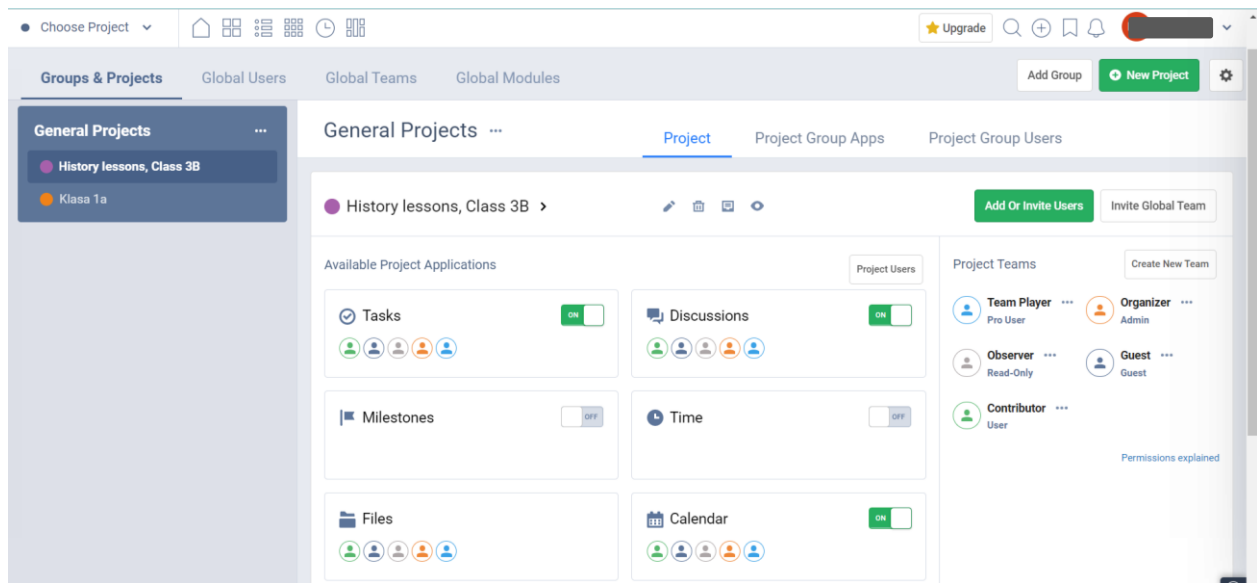 Choose Project
Upgrade
Groups & Projects
Global Users
Global Teams
Global Modules
Add Group
New Project
General Projects
History lessons, Class 3B
Klasa 1a
General Projects
Project
Project Group Apps
Project Group Users
History lessons, Class 3B
Add Or Invite Users
Invite Global Team
Available Project Applications
Project Users
Tasks
ON
Discussions
ON
Milestones
OFF
Time
OFF
Files
Calendar
ON
Project Teams
Create New Team
Team Player
Pro User
Organizer
Admin
Observer
Read-Only
Guest
Guest
Contributor
User
Permissions explained